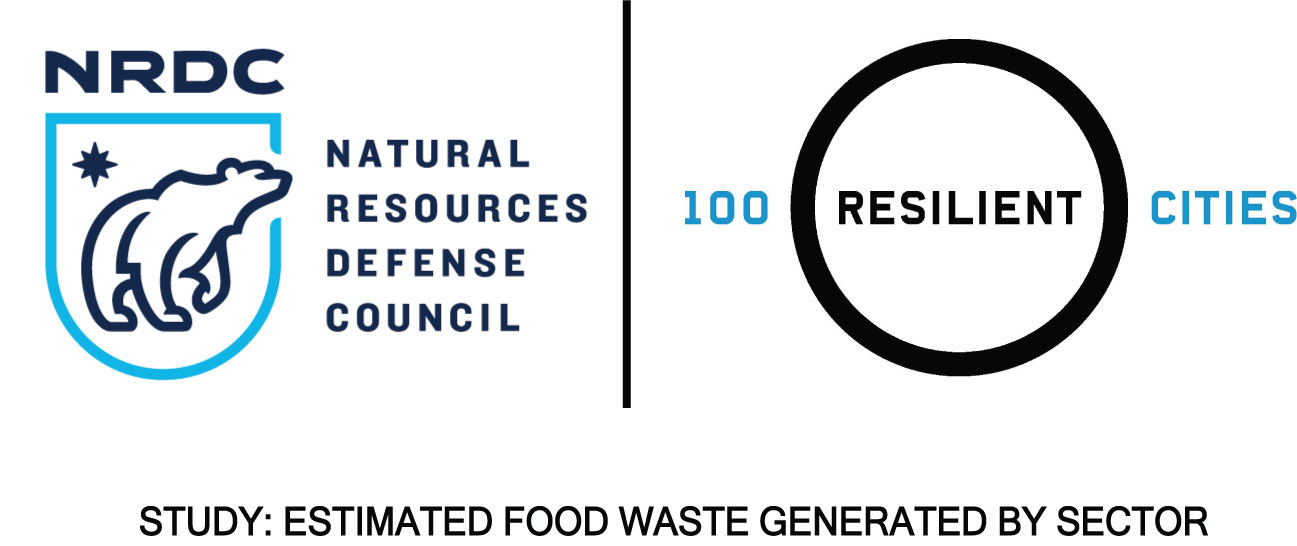 NRDC
NATURAL
RESOURCES
DEFENSE
COUNCIL
100 RESILIENT CITIES
STUDY: ESTIMATED FOOD WASTE GENERATED BY SECTOR